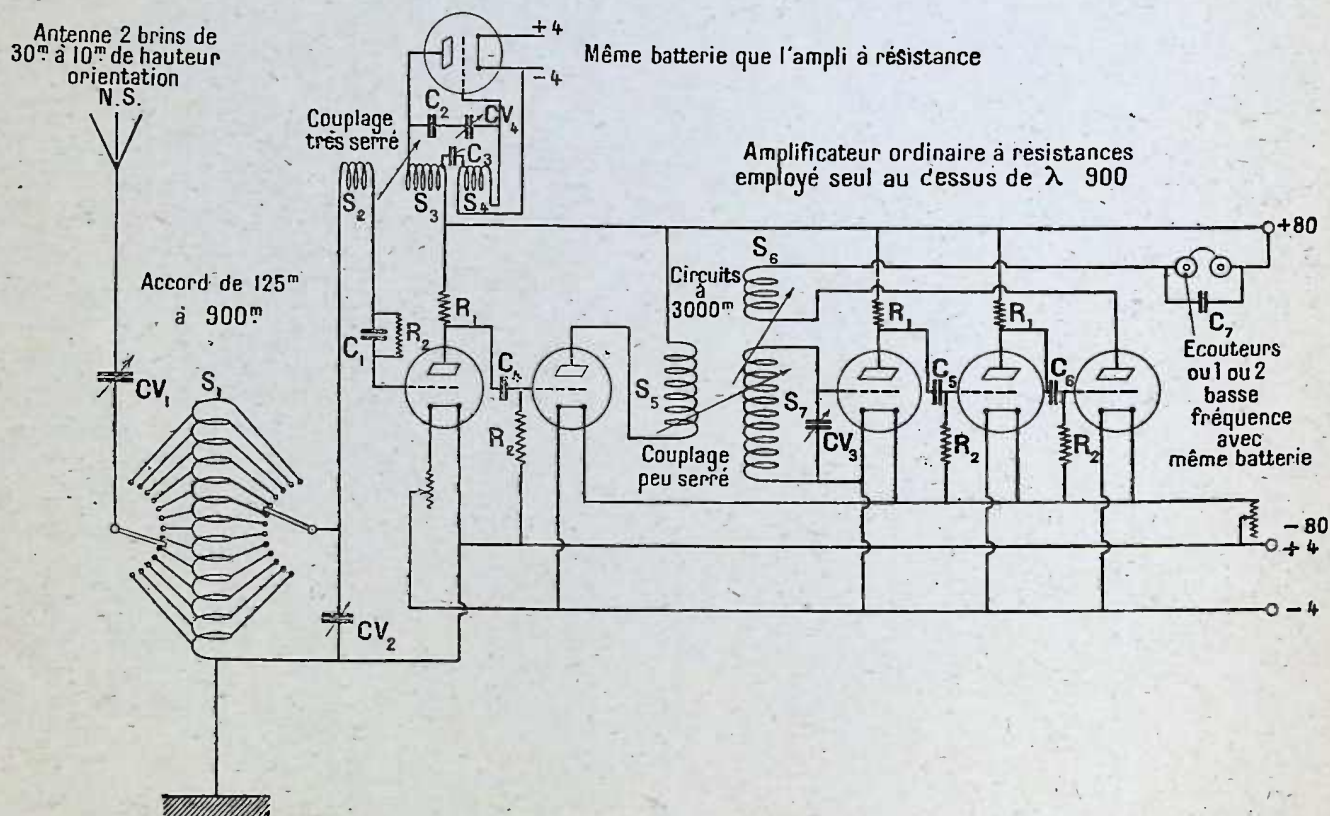 Antenne 2 brins de
30m à 10m de hauteur
orientation
N.S.
+4
-4
Même batterie que l'ampli à résistance
C2
CV4
C3
Couplage
très serré
S2
S3
S4
Amplificateur ordinaire à résistances
employé seul au dessus de λ 900
+80
Accord de 125m
à 900m
S1
CV1
C1
R2
R1
C4
R2
S5
Circuits
à
3000m
S6
S7
CV3
Couplage
peu serré
R1
C5
R2
R1
C6
R2
C7
Ecouteurs
ou 1 ou 2
basse
fréquence
avec
même batterie
CV2
-80
+4
-4